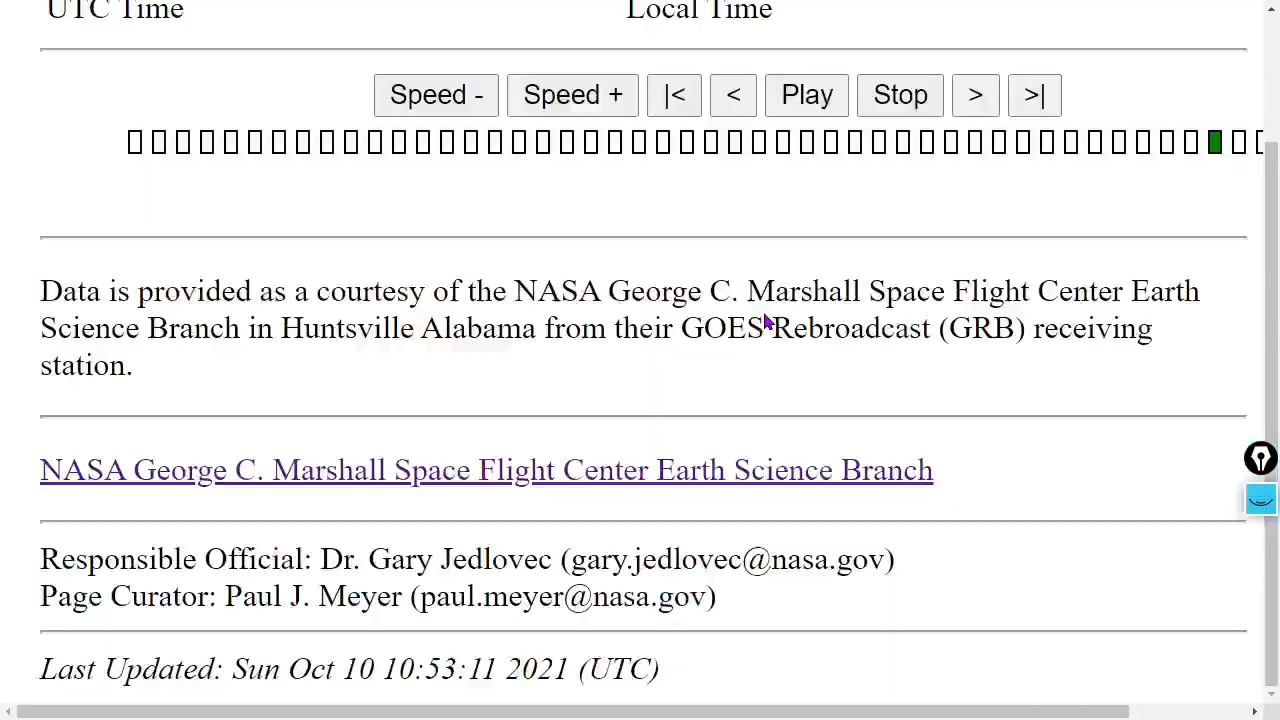 UTC Time Local Time
Speed - Speed + |< < Play Stop > >|
Data is provided as a courtesy of the NASA George C. Marshall Space Flight Center Earth
Science Branch in Huntsville Alabama from their GOES Rebroadcast (GRB) receiving
station.
NASA George C. Marshall Space Flight Center Earth Science Branch
Responsible Official: Dr. Gary Jedlovec (gary.jedlovec@nasa.gov)
Page Curator: Paul J. Meyer (paul.meyer@nasa.gov)
Last Updated: Sun Oct 10 10:53:11 2021 (UTC)